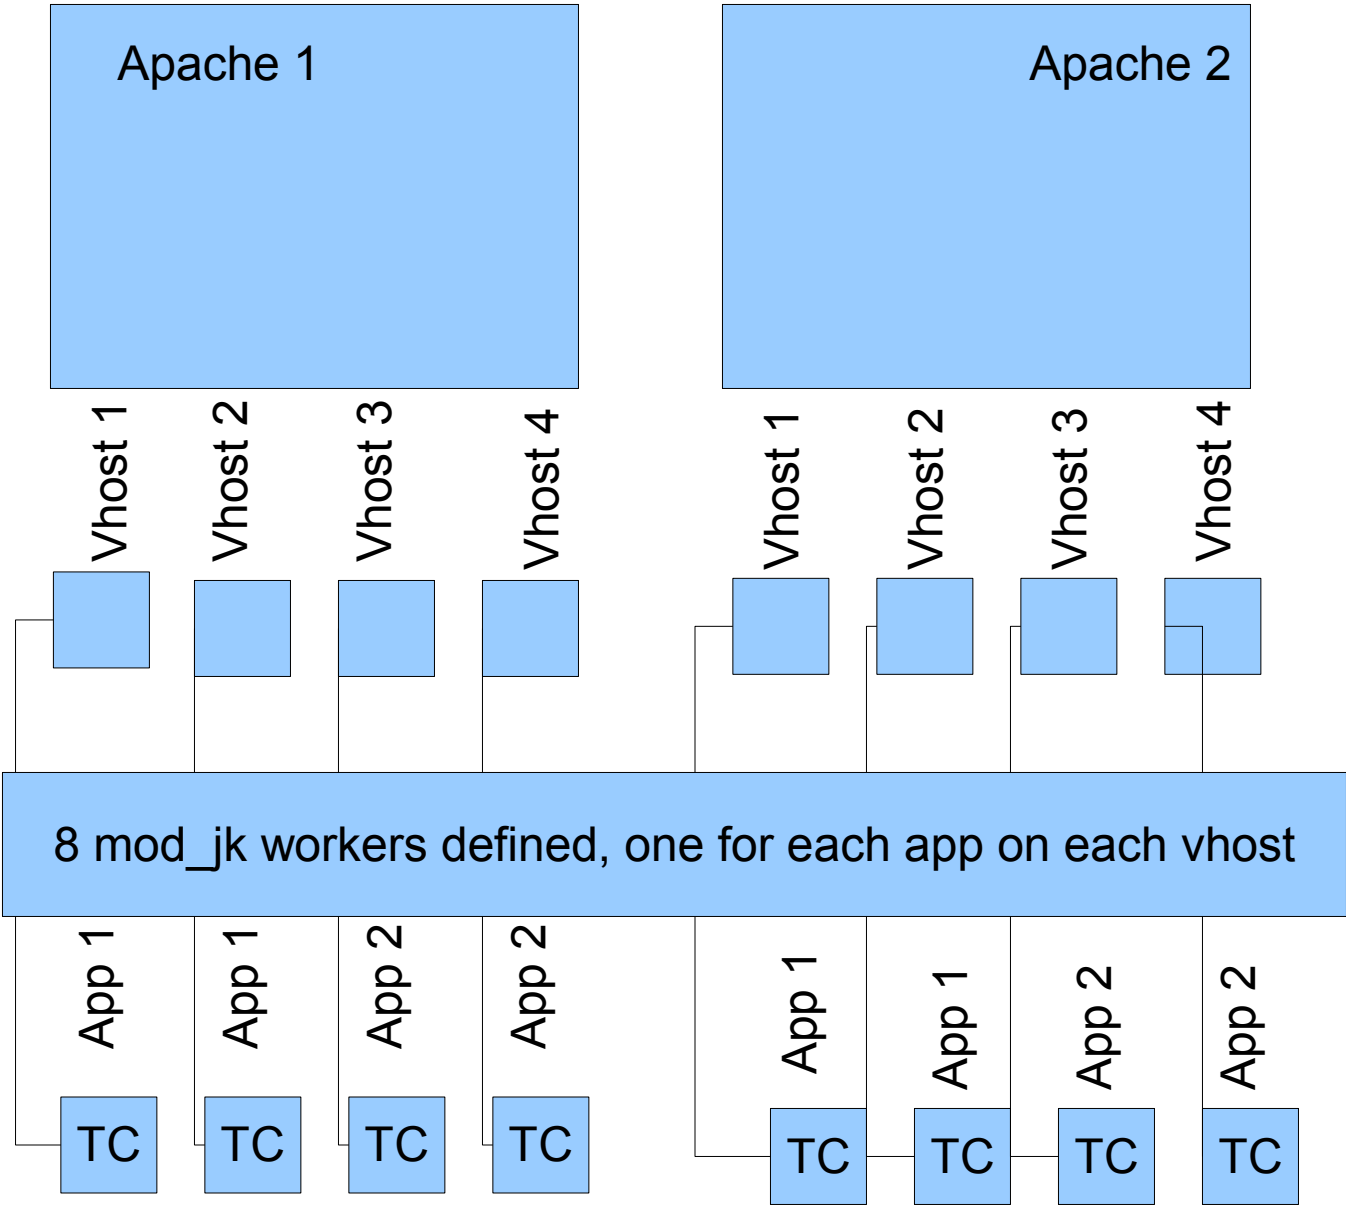 Apache 1
Apache 2
Vhost 1
Vhost 2
Vhost 3
Vhost 4
Vhost 1
Vhost 2
Vhost 3
Vhost 4
8 mod_jk workers defined, one for each app on each vhost
App 1
App 1
App 2
App 2
App 1
App 1
App 2
App 2
TC
TC
TC
TC
TC
TC
TC
TC